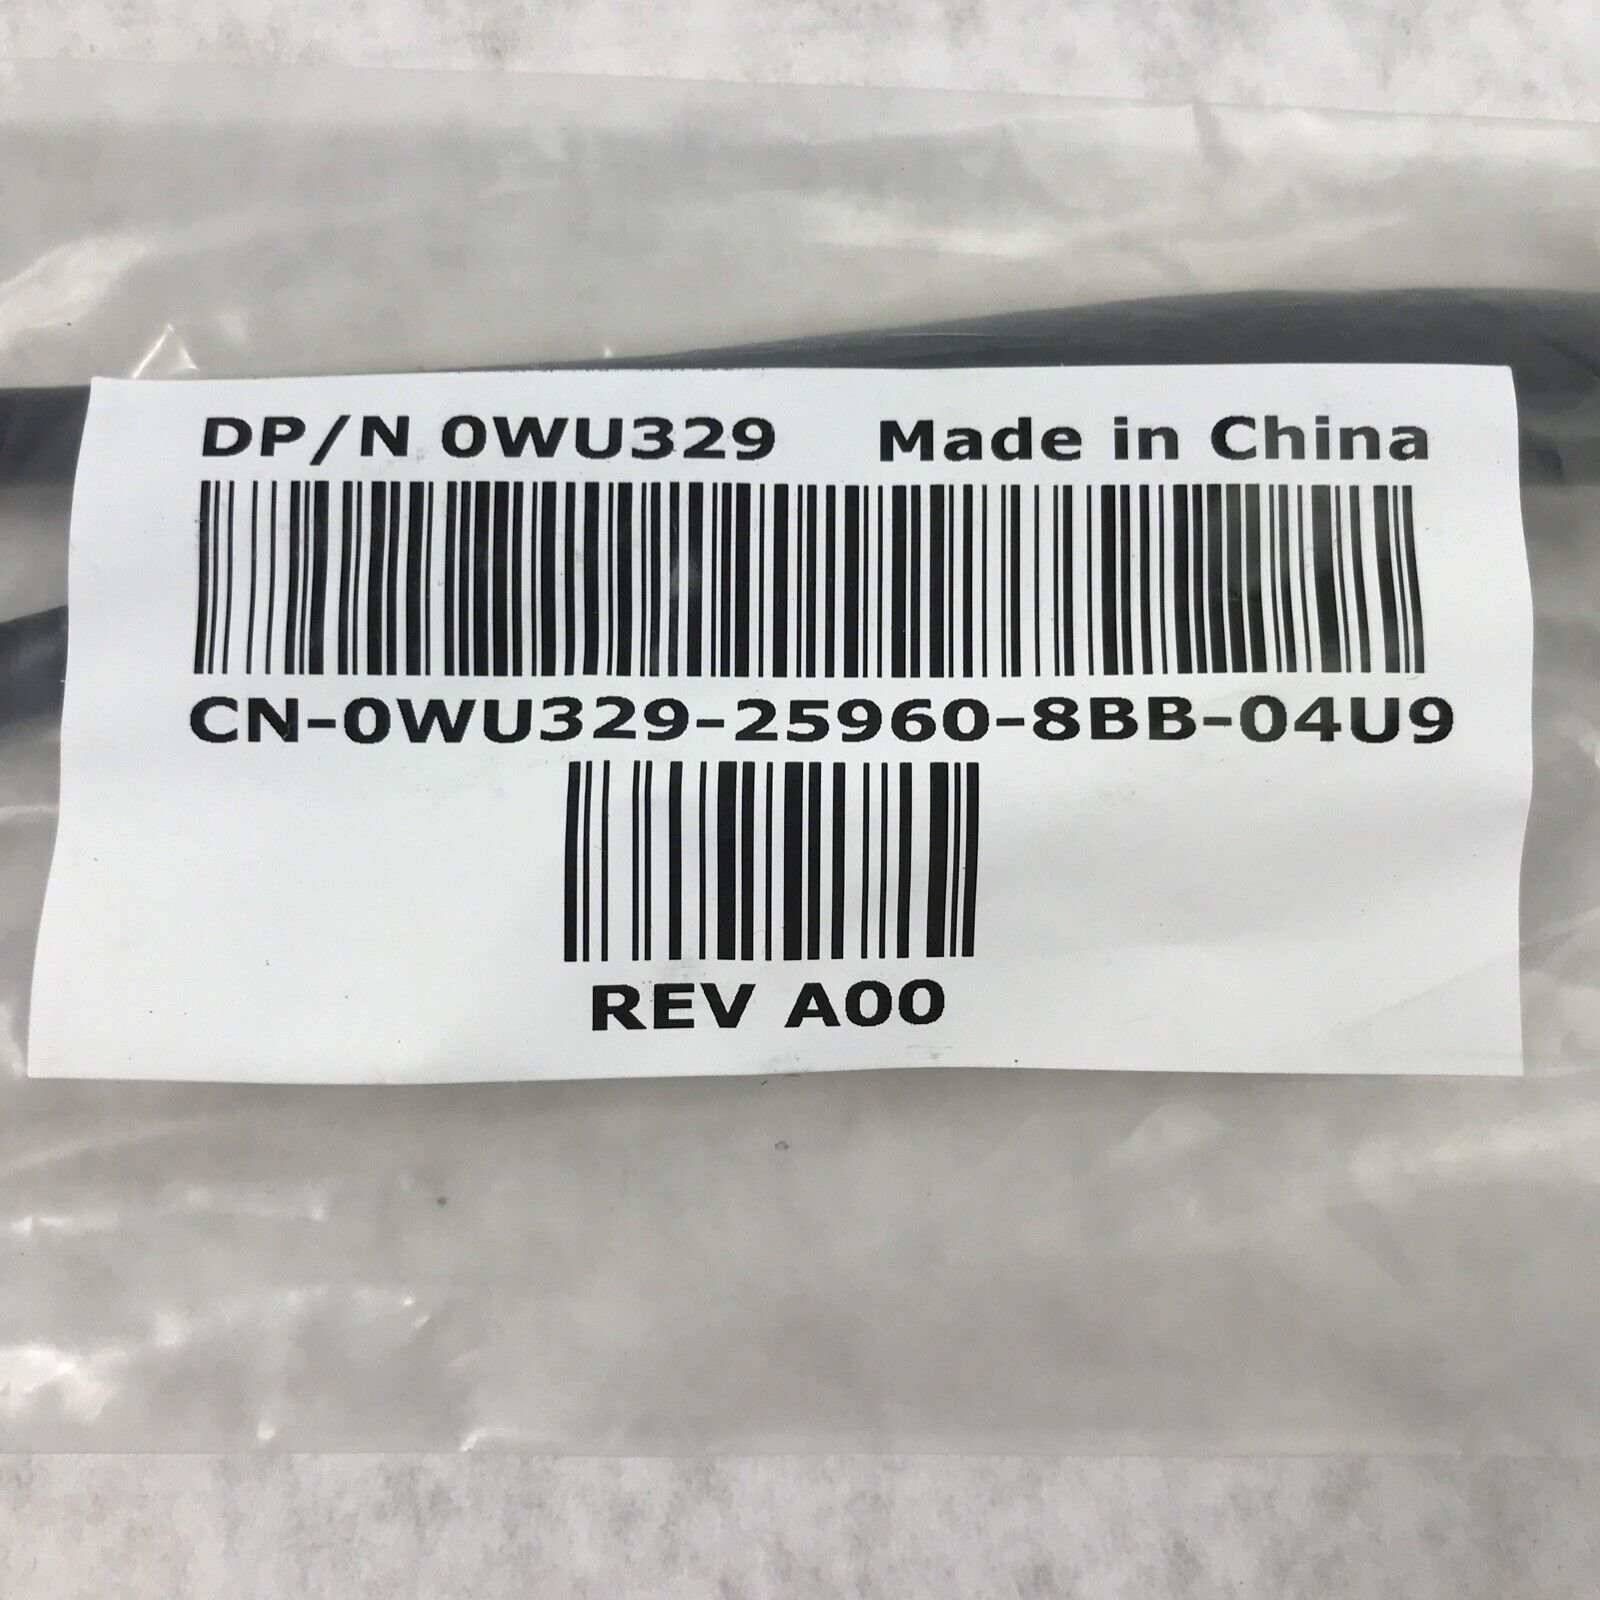 DP/N 0WU329 Made in China
CN-0WU329-25960-8BB-04U9
REV A00